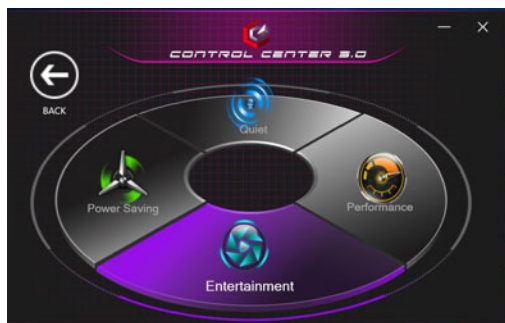 CONTROL CENTER 3.0
BACK
Quiet
Power Saving
Performance
Entertainment